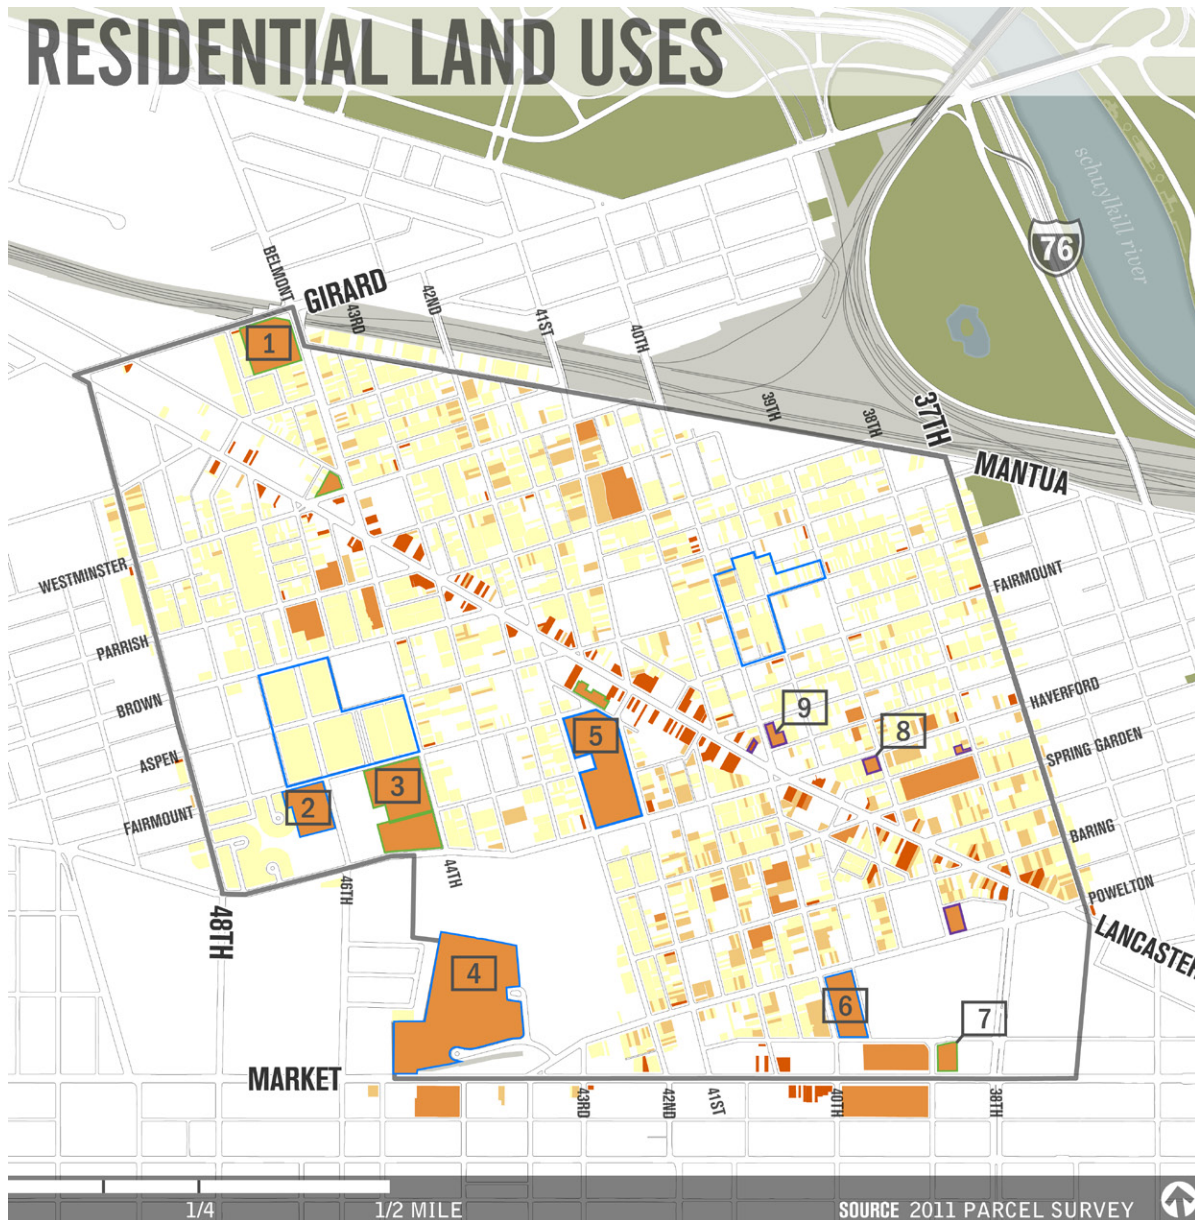 RESIDENTIAL LAND USES
schuylkill river
76
BELMONT
GIRARD
43RD
42ND
41ST
40TH
39TH
38TH
37TH
MANTUA
1
WESTMINSTER
FAIRMOUNT
PARRISH
BROWN
HAVERFORD
9
8
5
SPRING GARDEN
ASPEN
3
2
FAIRMOUNT
BARING
44TH
46TH
POWELTON
48TH
LANCASTER
4
6
7
MARKET
43RD
42ND
41ST
40TH
38TH
1/4
1/2 MILE
SOURCE 2011 PARCEL SURVEY